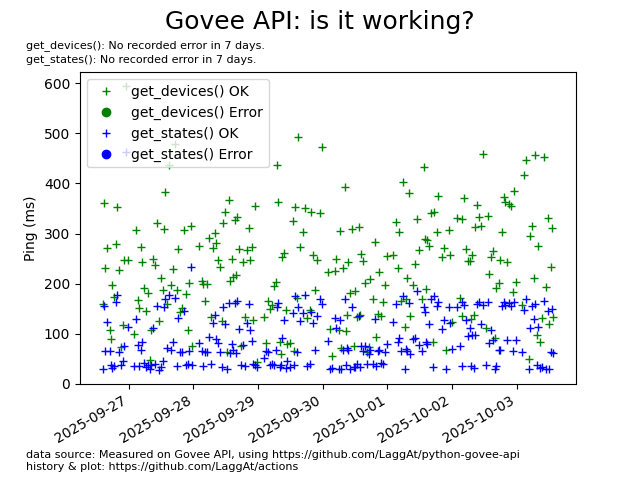 Govee API: is it working?
get_devices(): No recorded error in 7 days.
get_states(): No recorded error in 7 days.
get_devices() OK
get_devices() Error
get_states() OK
get_states() Error
Ping (ms)
600
500
400
300
200
100
0
2025-09-27
2025-09-28
2025-09-29
2025-09-30
2025-10-01
2025-10-02
2025-10-03
data source: Measured on Govee API, using https://github.com/LaggAt/python-govee-api
history & plot: https://github.com/LaggAt/actions